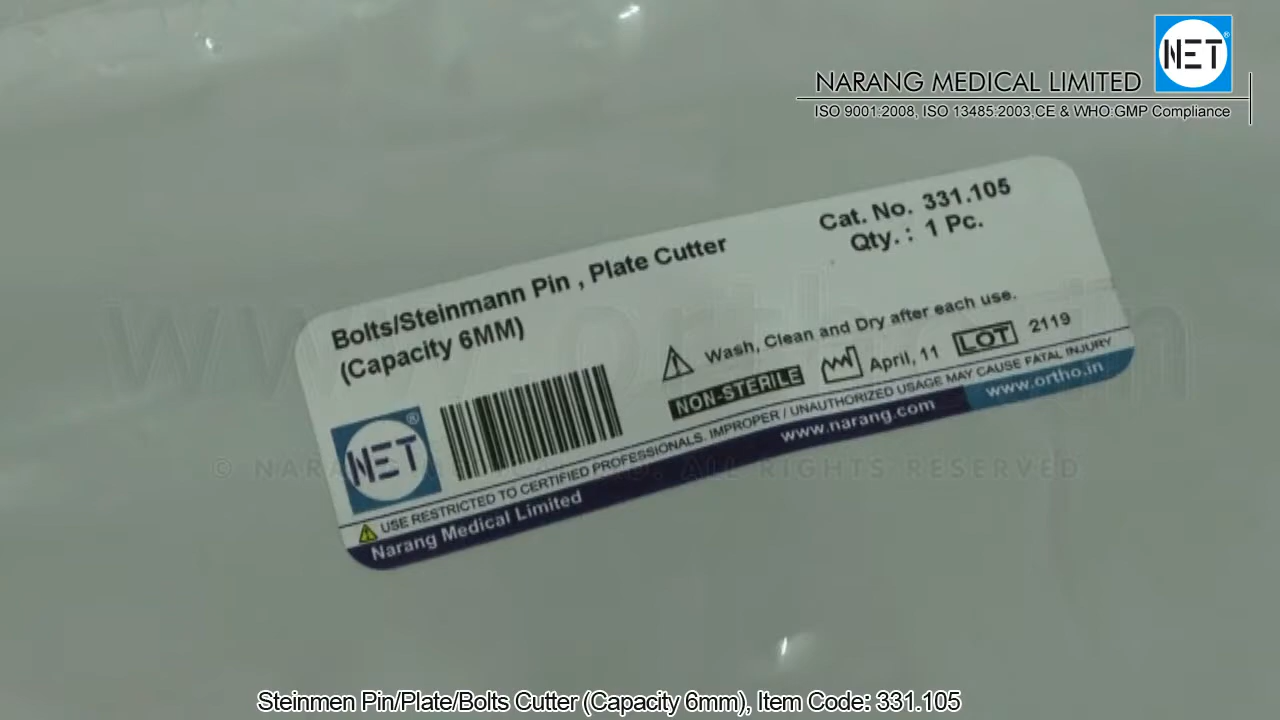 NET®
NARANG MEDICAL LIMITED
ISO 9001:2008, ISO 13485:2003,CE & WHO:GMP Compliance
Cat. No. 331.105
Qty. : 1 Pc.
Bolts/Steinmann Pin , Plate Cutter
(Capacity 6MM)
Wash, Clean and Dry after each use.
NON-STERILE April, 11 LOT 2119
NET®
USE RESTRICTED TO CERTIFIED PROFESSIONALS. IMPROPER / UNAUTHORIZED USAGE MAY CAUSE FATAL INJURY
Narang Medical Limited www.narang.com www.ortho.in
www.ortho.in
ALL RIGHTS RESERVED
Steinmen Pin/Plate/Bolts Cutter (Capacity 6mm), Item Code: 331.105